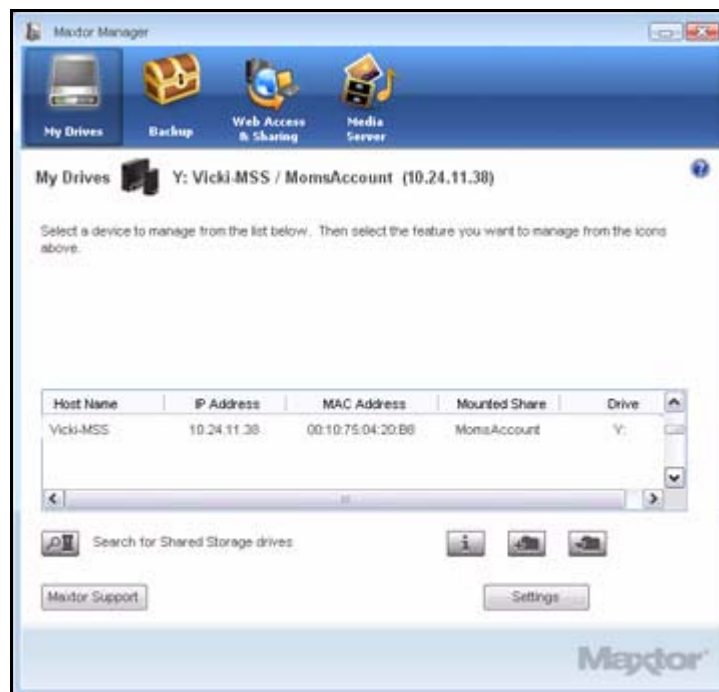 Maxtor Manager
My Drives
Backup
Web Access
& Sharing
Media
Server
My Drives Y: Vicki-MSS / MomsAccount (10.24.11.38)
Select a device to manage from the list below. Then select the feature you want to manage from the icons
above.
Host Name IP Address MAC Address Mounted Share Drive
Vicki-MSS 10.24.11.38 00:10:75:04:20:B8 MomsAccount Y:
Search for Shared Storage drives
Maxtor Support
Settings
Maxtor